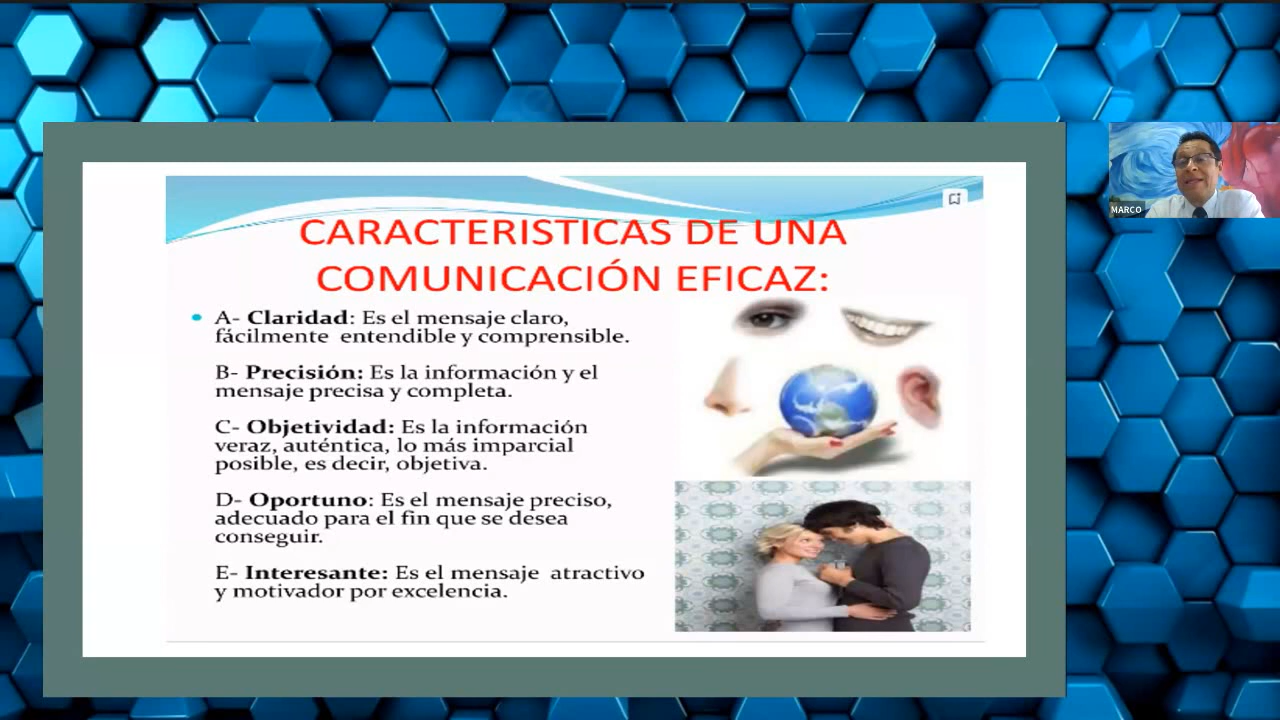 CARACTERISTICAS DE UNA
COMUNICACIÓN EFICAZ:
A- Claridad: Es el mensaje claro,
fácilmente entendible y comprensible.
B- Precisión: Es la información y el
mensaje precisa y completa.
C- Objetividad: Es la información
veraz, auténtica, lo más imparcial
posible, es decir, objetiva.
D- Oportuno: Es el mensaje preciso,
adecuado para el fin que se desea
conseguir.
E- Interesante: Es el mensaje atractivo
y motivador por excelencia.
MARCO